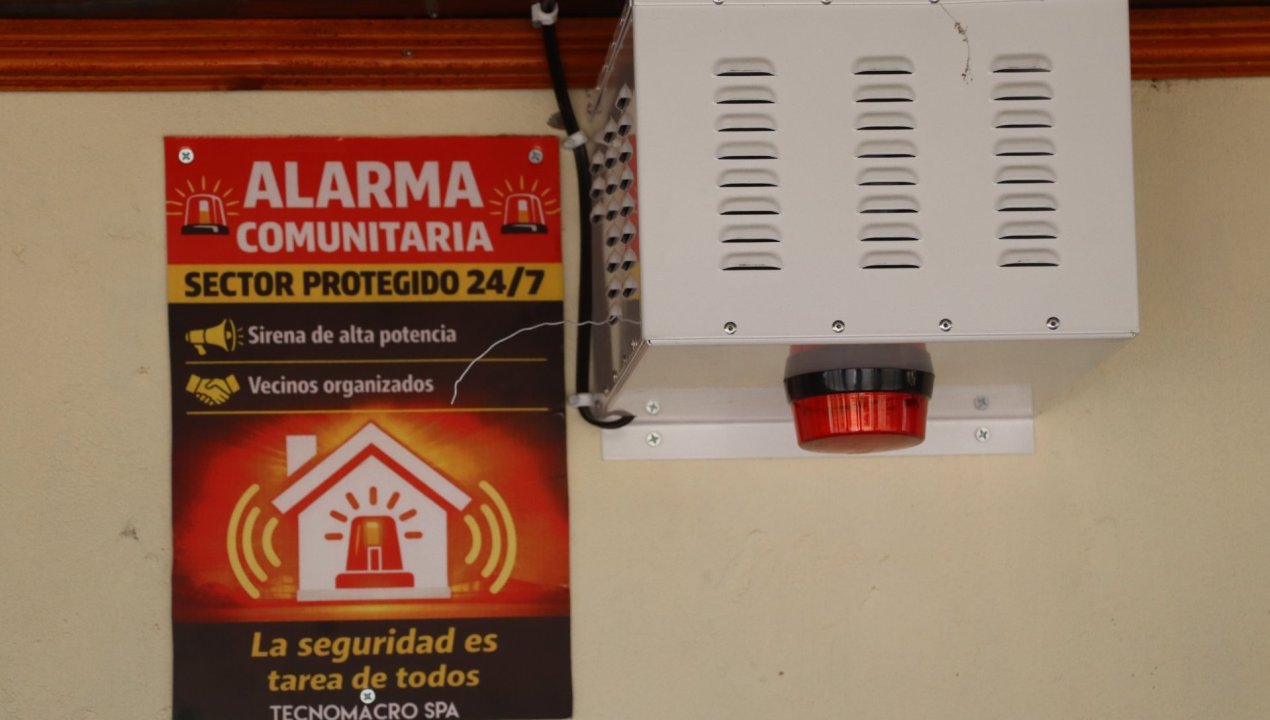 ALARMA
COMUNITARIA
SECTOR PROTEGIDO 24/7
Sirena de alta potencia
Vecinos organizados
La seguridad es
tarea de todos
TECNOMACRO SPA